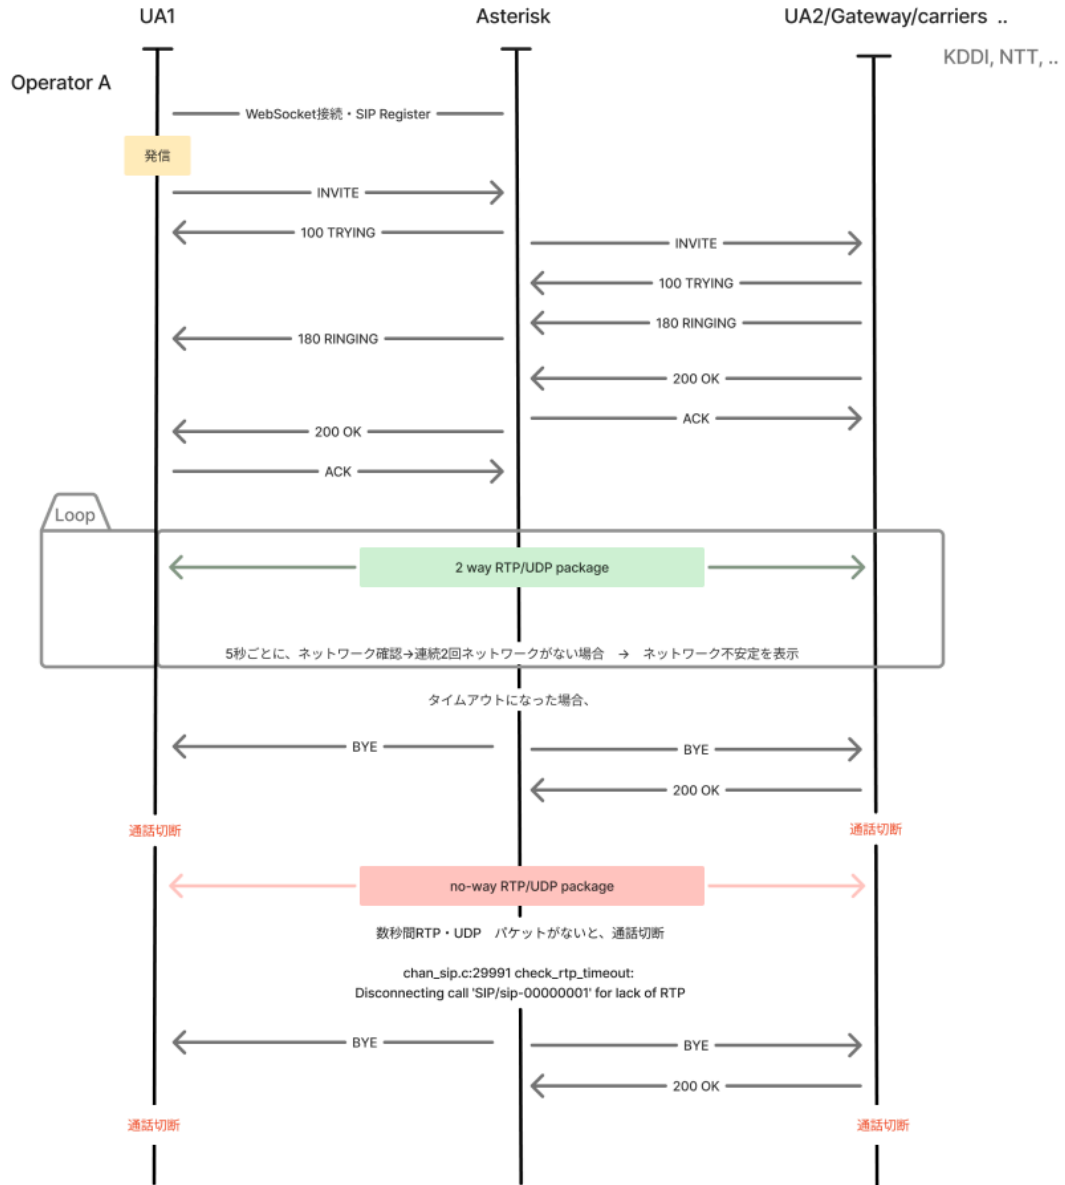 UA1
Asterisk
UA2/Gateway/carriers ..
KDDI, NTT, ..
Operator A
WebSocket接続・SIP Register
発信
INVITE
100 TRYING
INVITE
100 TRYING
180 RINGING
180 RINGING
200 OK
ACK
200 OK
ACK
Loop
2 way RTP/UDP package
5秒ごとに、ネットワーク確認→連続2回ネットワークがない場合　→　ネットワーク不安定を表示
タイムアウトになった場合、
BYE
BYE
200 OK
通話切断
通話切断
no-way RTP/UDP package
数秒間RTP・UDP　パケットがないと、通話切断
chan_sip.c:29991 check_rtp_timeout:
Disconnecting call 'SIP/sip-00000001' for lack of RTP
BYE
BYE
200 OK
通話切断
通話切断